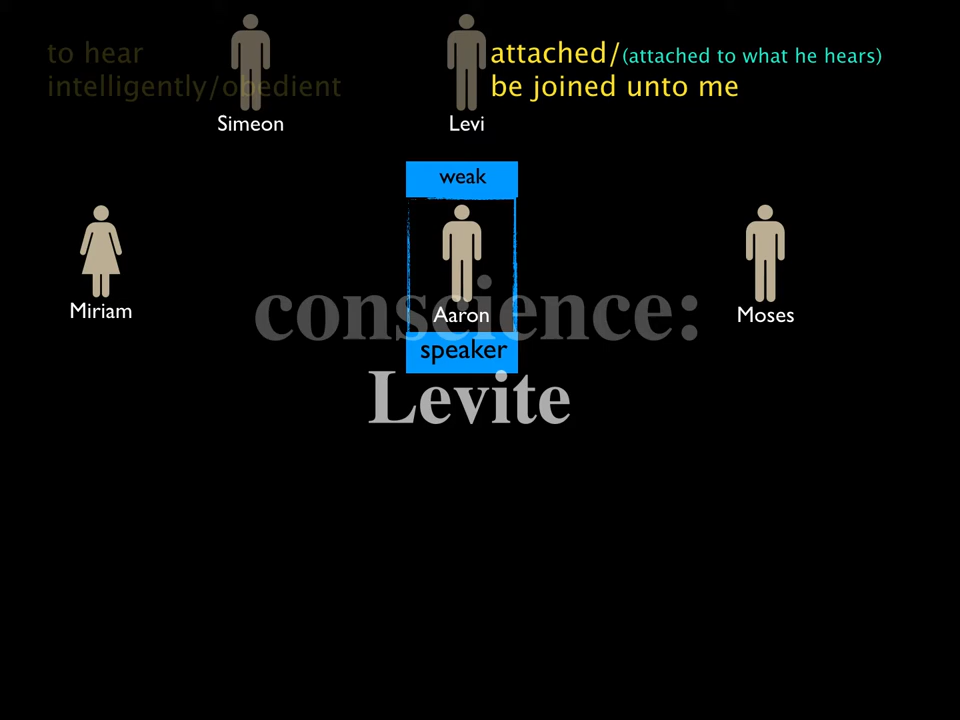 to hear
intelligently/obedient
attached/(attached to what he hears)
be joined unto me
Simeon
Levi
weak
Miriam
Aaron
Moses
conscience:
speaker
Levite